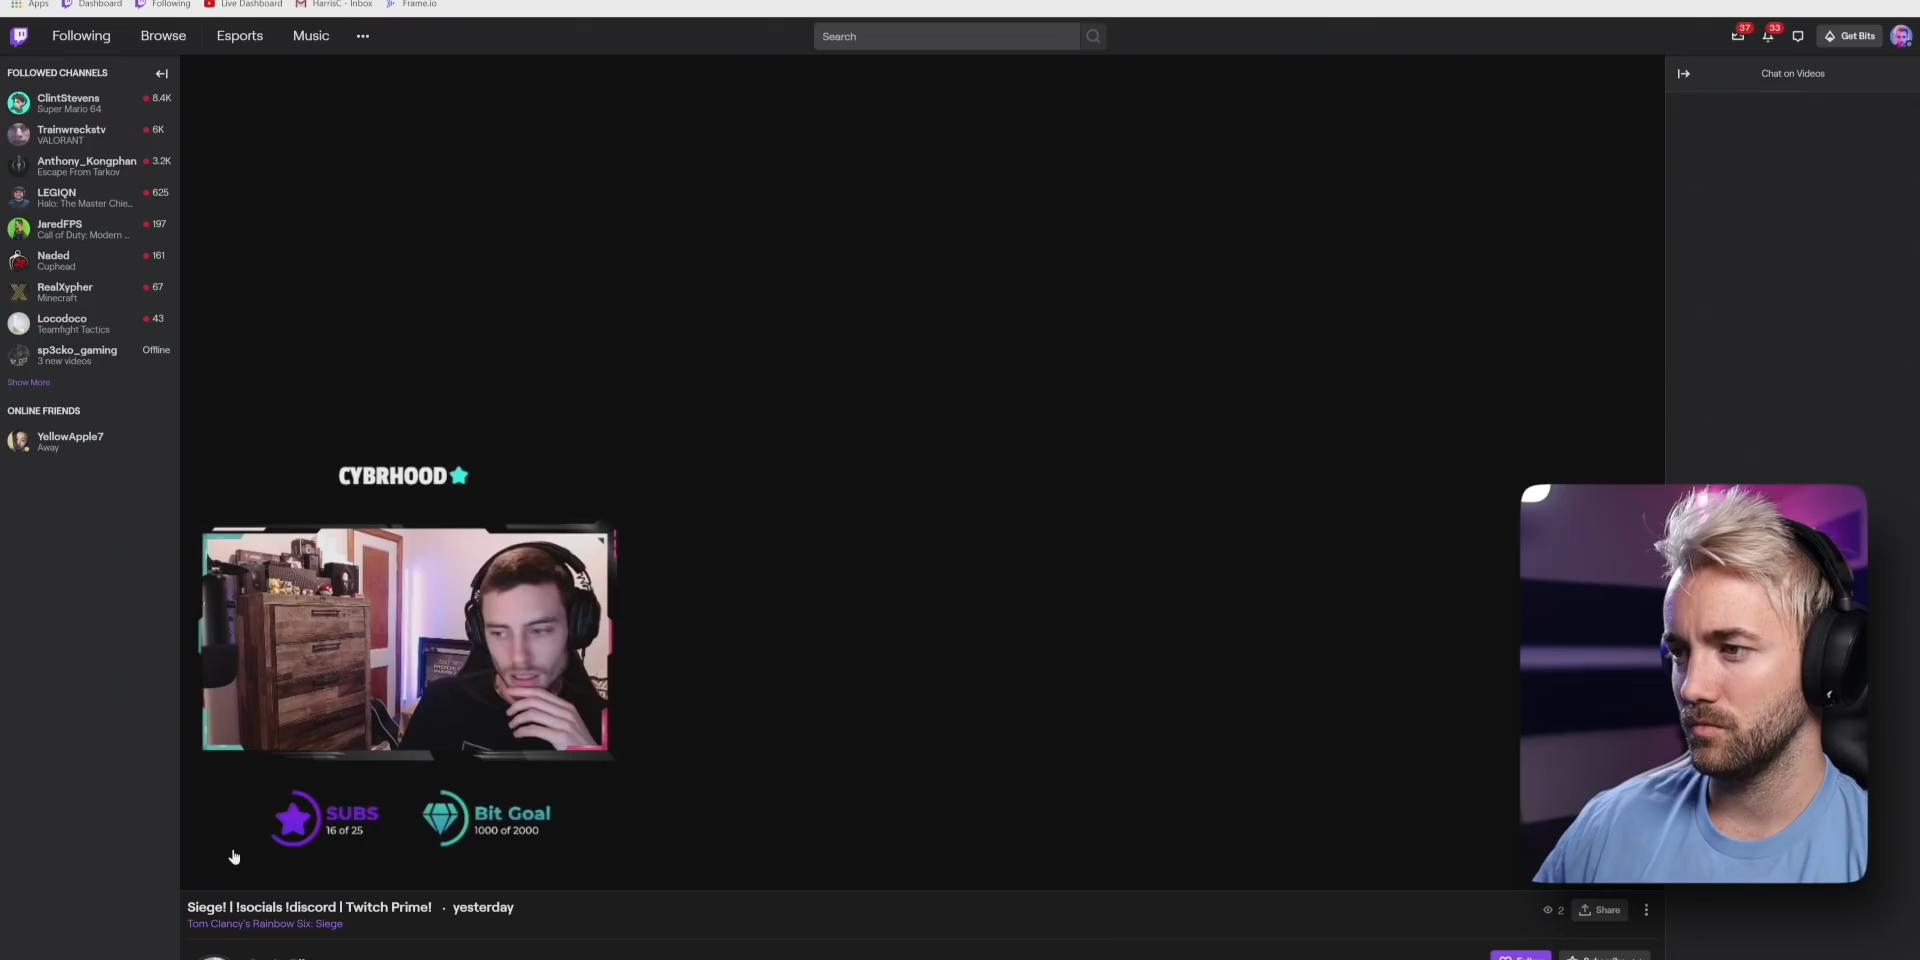 Apps Dashboard Following Live Dashboard HarrisC - Inbox Frame.io
Following Browse Esports Music ...
Search
37 33 Get Bits
FOLLOWED CHANNELS
ClintStevens 8.4K
Super Mario 64
Trainwreckstv 6K
VALORANT
Anthony_Kongphan 3.2K
Escape From Tarkov
LEGIQN 625
Halo: The Master Chie...
JaredFPS 197
Call of Duty: Modern ...
Naded 161
Cuphead
RealXypher 67
Minecraft
Locodoco 43
Teamfight Tactics
sp3cko_gaming Offline
3 new videos
Show More
ONLINE FRIENDS
YellowApple7
Away
Chat on Videos
CYBRHOOD
SUBS
16 of 25
Bit Goal
1000 of 2000
Siege! | !socials !discord | Twitch Prime! · yesterday
Tom Clancy's Rainbow Six: Siege
2 Share